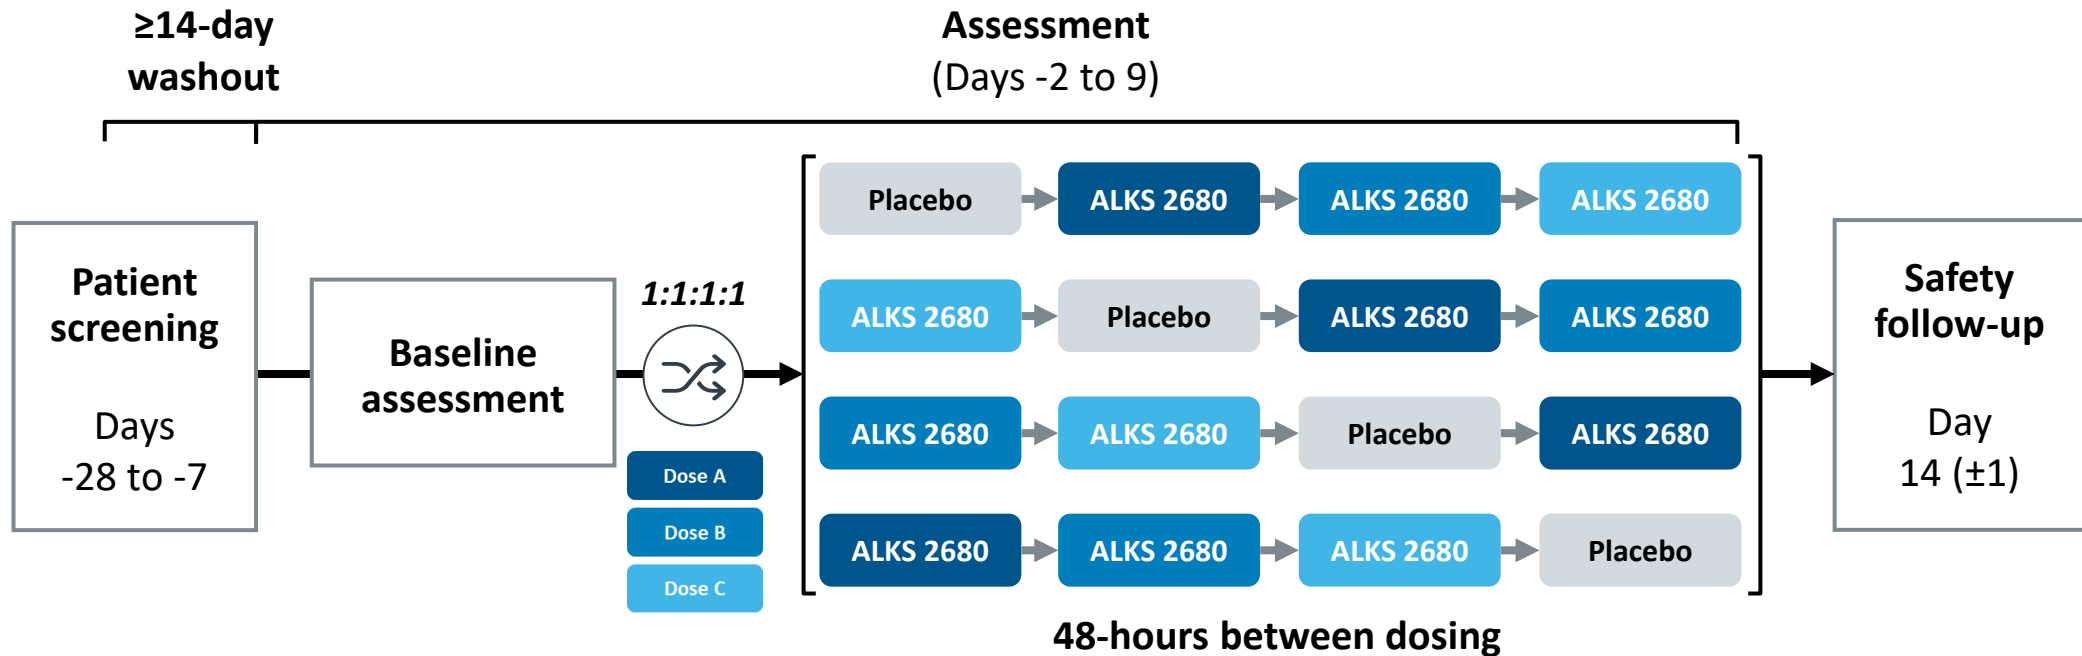 ≥14-day
washout
Assessment
(Days -2 to 9)
Patient
screening
Days
-28 to -7
Baseline
assessment
1:1:1:1
Dose A
Dose B
Dose C
Placebo
ALKS 2680
ALKS 2680
ALKS 2680
ALKS 2680
Placebo
ALKS 2680
ALKS 2680
ALKS 2680
ALKS 2680
Placebo
ALKS 2680
ALKS 2680
ALKS 2680
ALKS 2680
Placebo
48-hours between dosing
Safety
follow-up
Day
14 (±1)